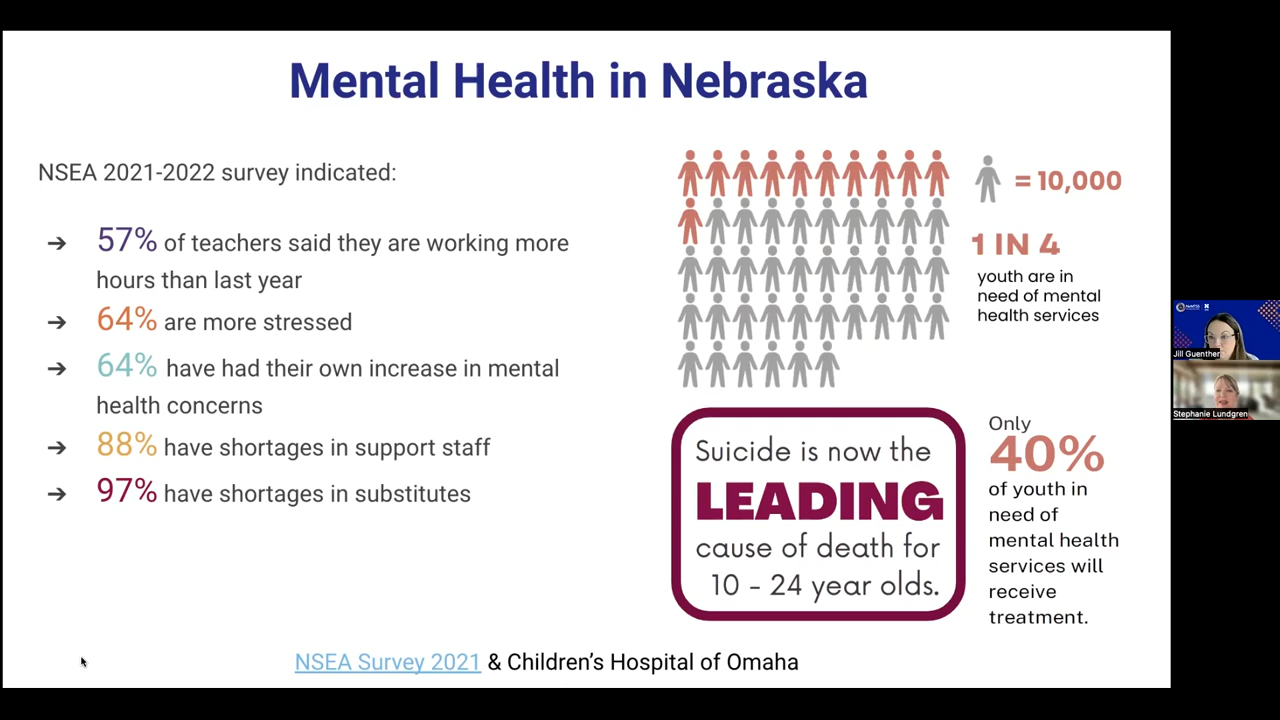 Mental Health in Nebraska
NSEA 2021-2022 survey indicated:
➔ 57% of teachers said they are working more
hours than last year
➔ 64% are more stressed
➔ 64% have had their own increase in mental
health concerns
➔ 88% have shortages in support staff
➔ 97% have shortages in substitutes
= 10,000
1 IN 4
youth are in
need of mental
health services
Suicide is now the
LEADING
cause of death for
10 - 24 year olds.
Only
40%
of youth in
need of
mental health
services will
receive
treatment.
NSEA Survey 2021 & Children's Hospital of Omaha
Jill Guenther
Stephanie Lundgren